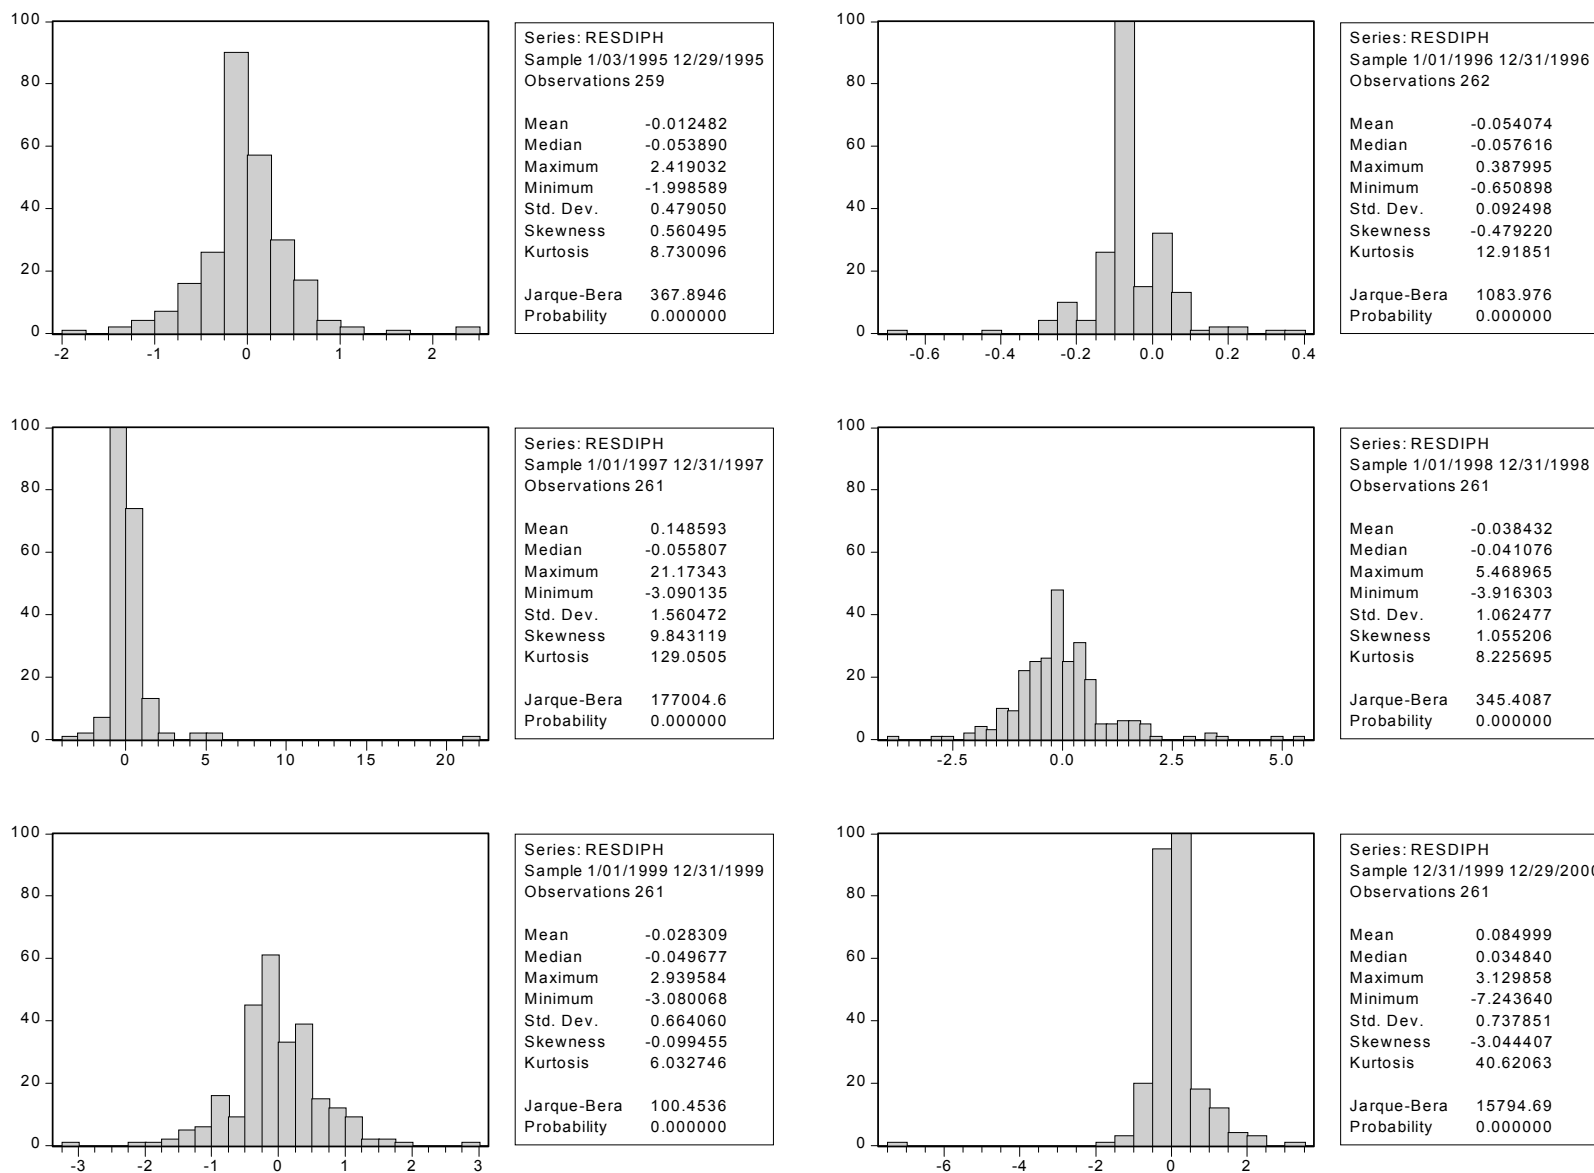 100
80
60
40
20
0
-2 -1 0 1 2
Series: RESDIPH
Sample 1/03/1995 12/29/1995
Observations 259
Mean -0.012482
Median -0.053890
Maximum 2.419032
Minimum -1.998589
Std. Dev. 0.479050
Skewness 0.560495
Kurtosis 8.730096
Jarque-Bera 367.8946
Probability 0.000000
100
80
60
40
20
0
-0.6 -0.4 -0.2 0.0 0.2 0.4
Series: RESDIPH
Sample 1/01/1996 12/31/1996
Observations 262
Mean -0.054074
Median -0.057616
Maximum 0.387995
Minimum -0.650898
Std. Dev. 0.092498
Skewness -0.479220
Kurtosis 12.91851
Jarque-Bera 1083.976
Probability 0.000000
100
80
60
40
20
0
0 5 10 15 20
Series: RESDIPH
Sample 1/01/1997 12/31/1997
Observations 261
Mean 0.148593
Median -0.055807
Maximum 21.17343
Minimum -3.090135
Std. Dev. 1.560472
Skewness 9.843119
Kurtosis 129.0505
Jarque-Bera 177004.6
Probability 0.000000
100
80
60
40
20
0
-2.5 0.0 2.5 5.0
Series: RESDIPH
Sample 1/01/1998 12/31/1998
Observations 261
Mean -0.038432
Median -0.041076
Maximum 5.468965
Minimum -3.916303
Std. Dev. 1.062477
Skewness 1.055206
Kurtosis 8.225695
Jarque-Bera 345.4087
Probability 0.000000
100
80
60
40
20
0
-3 -2 -1 0 1 2 3
Series: RESDIPH
Sample 1/01/1999 12/31/1999
Observations 261
Mean -0.028309
Median -0.049677
Maximum 2.939584
Minimum -3.080068
Std. Dev. 0.664060
Skewness -0.099455
Kurtosis 6.032746
Jarque-Bera 100.4536
Probability 0.000000
100
80
60
40
20
0
-6 -4 -2 0 2
Series: RESDIPH
Sample 12/31/1999 12/29/2000
Observations 261
Mean 0.084999
Median 0.034840
Maximum 3.129858
Minimum -7.243640
Std. Dev. 0.737851
Skewness -3.044407
Kurtosis 40.62063
Jarque-Bera 15794.69
Probability 0.000000